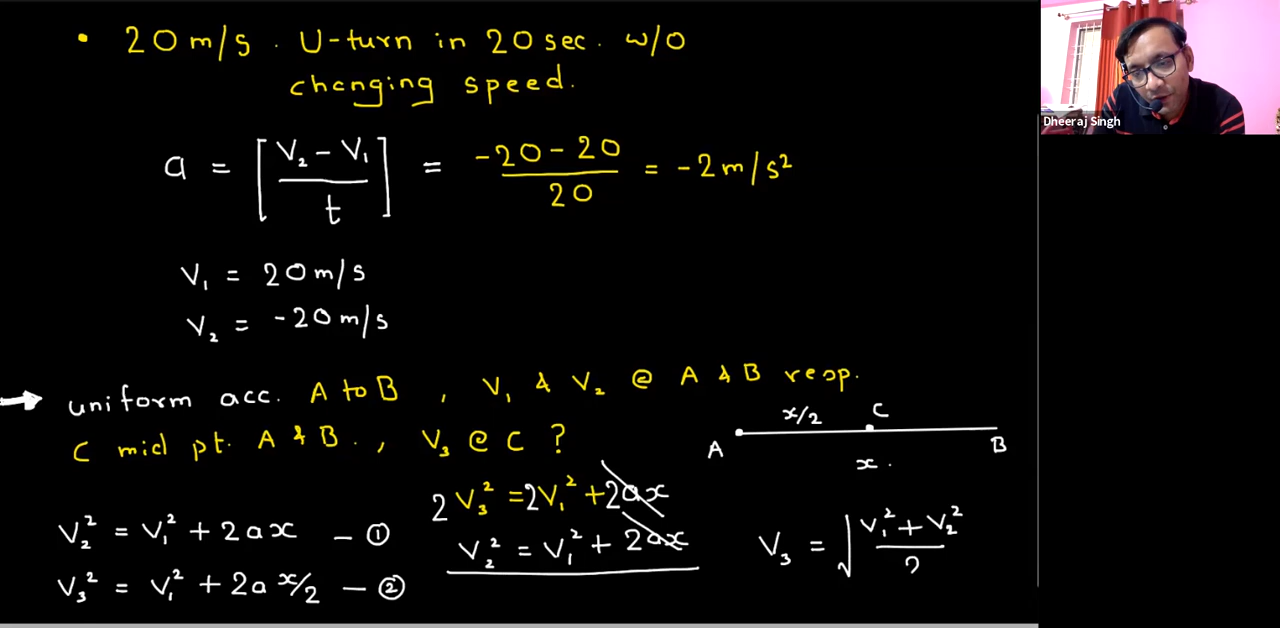 • 20 m/s. U-turn in 20 sec. w/o
changing speed.
Dheeraj Singh
a = [V₂ - V₁ / t] = -20 - 20 / 20 = -2 m/s²
V₁ = 20 m/s
V₂ = -20 m/s
→ uniform acc. A to B, V₁ & V₂ @ A & B resp.
C mid pt. A & B., V₃ @ C ?
x/2 C
A B
x.
2V₃² = 2V₁² + 2ax
V₂² = V₁² + 2ax
V₂² = V₁² + 2ax - ①
V₃² = V₁² + 2a x/2 - ②
V₃ = √(V₁² + V₂² / 2)